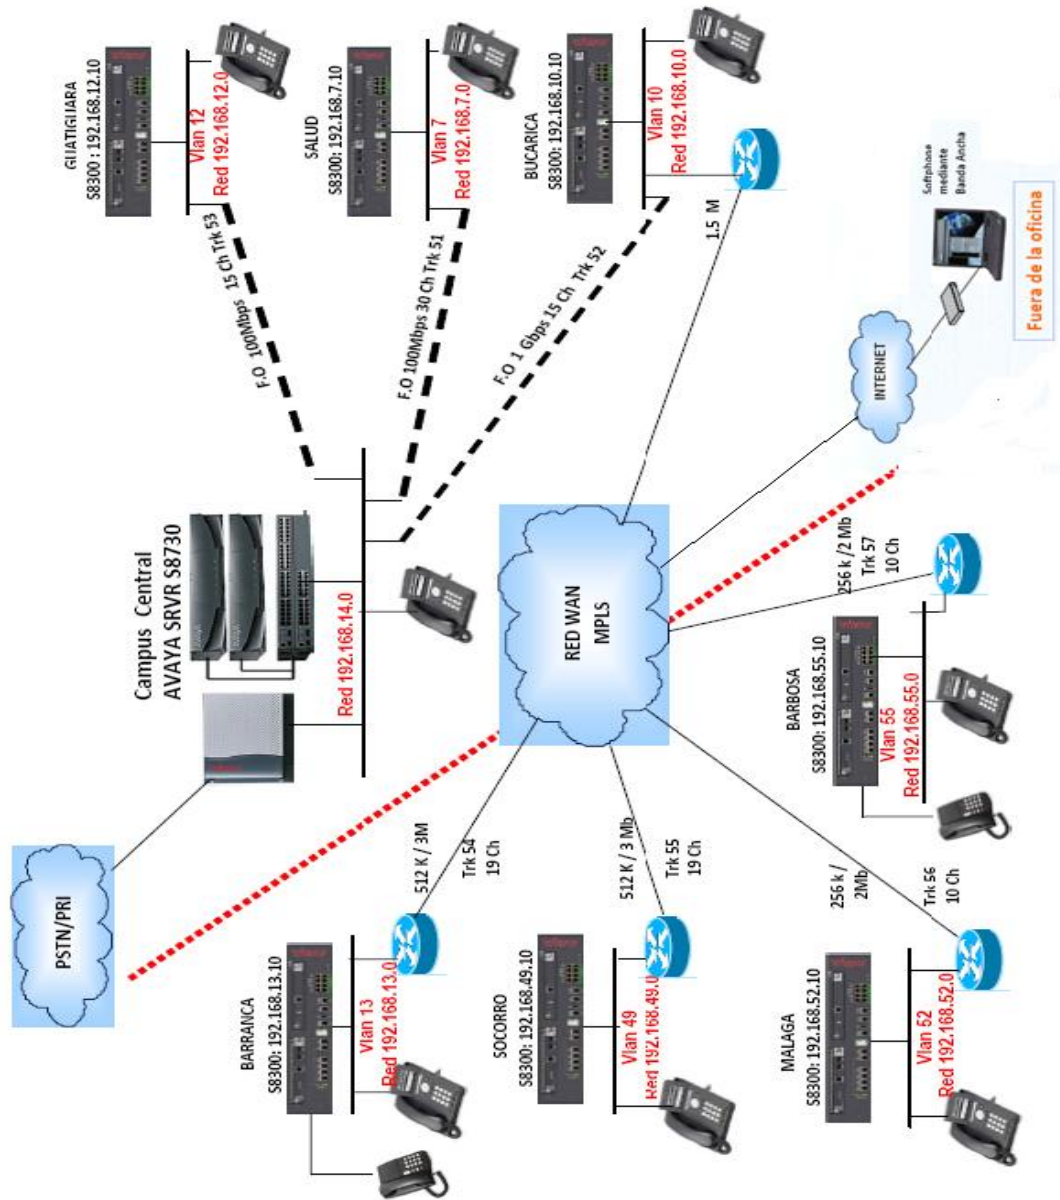 PSTN/PRI
Campus Central
AVAYA SRVR S8730
Red 192.168.14.0
GUATIGUARA
S8300: 192.168.12.10
Vlan 12
Red 192.168.12.0
F.O 100Mbps 15 Ch Trk 53
SALUD
S8300: 192.168.7.10
Vlan 7
Red 192.168.7.0
F.O 100Mbps 30 Ch Trk 51
BUCARICA
S8300: 192.168.10.10
Vlan 10
Red 192.168.10.0
F.O 1 Gbps 15 Ch Trk 52
1.5 M
BARRANCA
S8300: 192.168.13.10
Vlan 13
Red 192.168.13.0
512 K / 3M
Trk 54
19 Ch
RED WAN
MPLS
SOCORRO
S8300: 192.168.49.10
Vlan 49
Red 192.168.49.0
512 K / 3 Mb
Trk 55
19 Ch
MALAGA
S8300: 192.168.52.10
Vlan 52
Red 192.168.52.0
256 k /
2Mb
Trk 56
10 Ch
BARBOSA
S8300: 192.168.55.10
Vlan 55
Red 192.168.55.0
256 k /2 Mb
Trk 57
10 Ch
INTERNET
Softphone
mediante
Banda Ancha
Fuera de la oficina